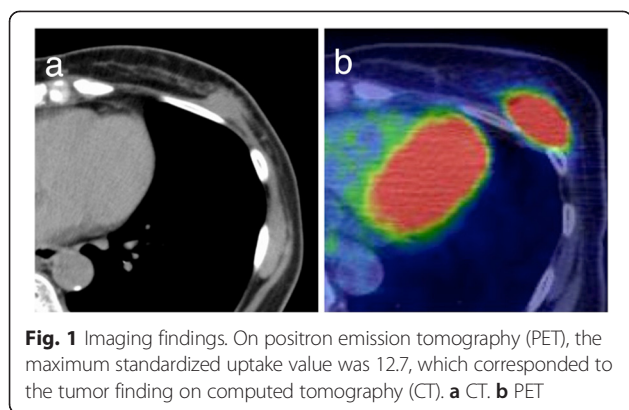 a
b
Fig. 1 Imaging findings. On positron emission tomography (PET), the
maximum standardized uptake value was 12.7, which corresponded to
the tumor finding on computed tomography (CT). a CT. b PET